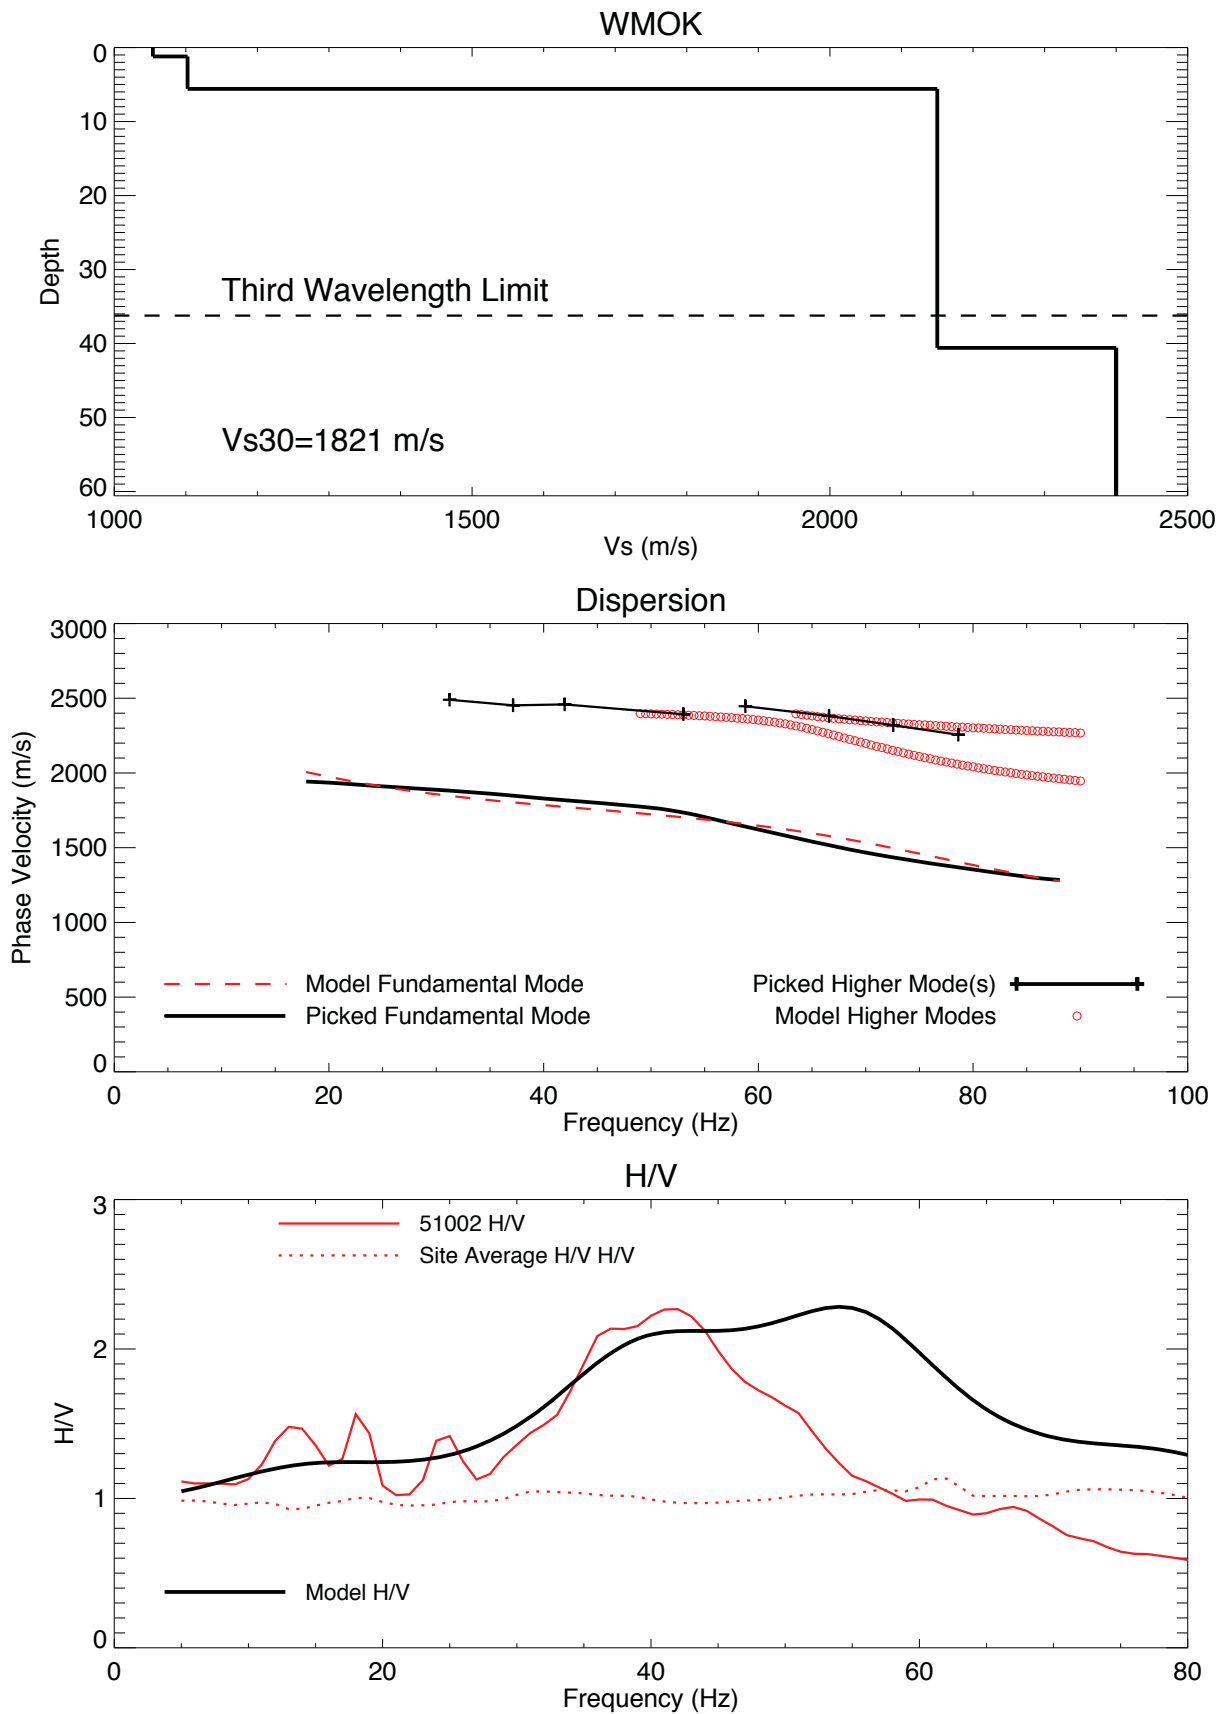 WMOK
0
10
20
30
40
50
60
Depth
Third Wavelength Limit
Vs30=1821 m/s
1000 1500 2000 2500
Vs (m/s)
Dispersion
3000
2500
2000
1500
1000
500
0
Phase Velocity (m/s)
Model Fundamental Mode
Picked Fundamental Mode
Picked Higher Mode(s)
Model Higher Modes
0 20 40 60 80 100
Frequency (Hz)
H/V
3
2
1
0
H/V
51002 H/V
Site Average H/V H/V
Model H/V
0 20 40 60 80
Frequency (Hz)